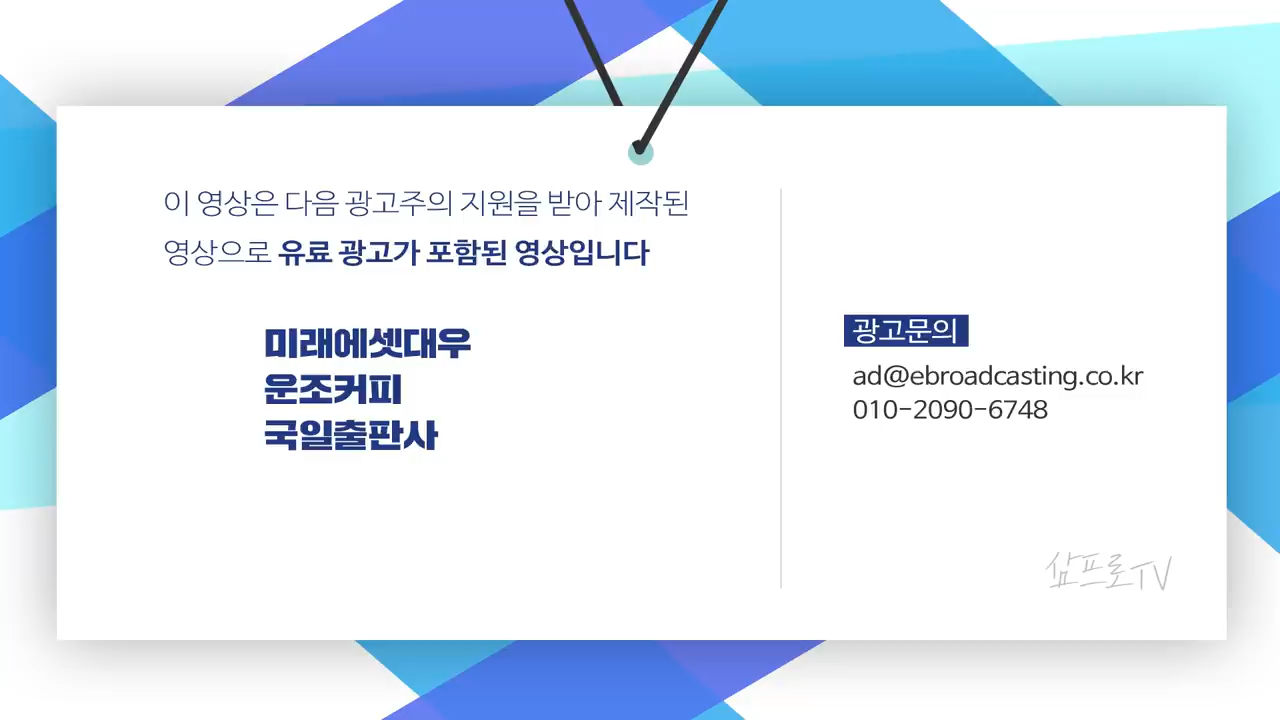 이 영상은 다음 광고주의 지원을 받아 제작된
영상으로 유료 광고가 포함된 영상입니다
미래에셋대우
운조커피
국일출판사
광고문의
ad@ebroadcasting.co.kr
010-2090-6748
삼프로TV